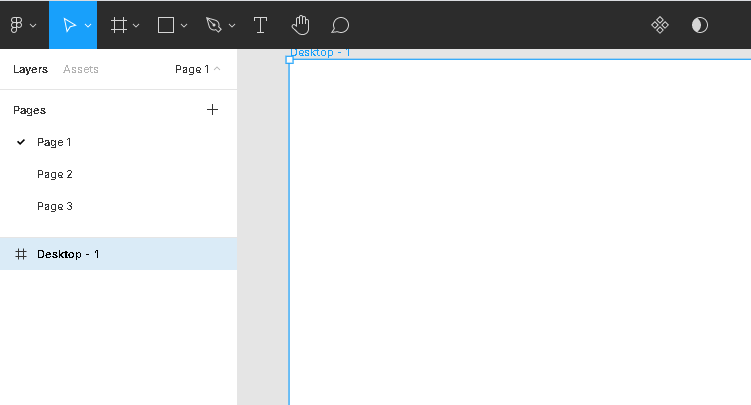 Desktop - 1
Layers Assets Page 1
Pages
Page 1
Page 2
Page 3
Desktop - 1